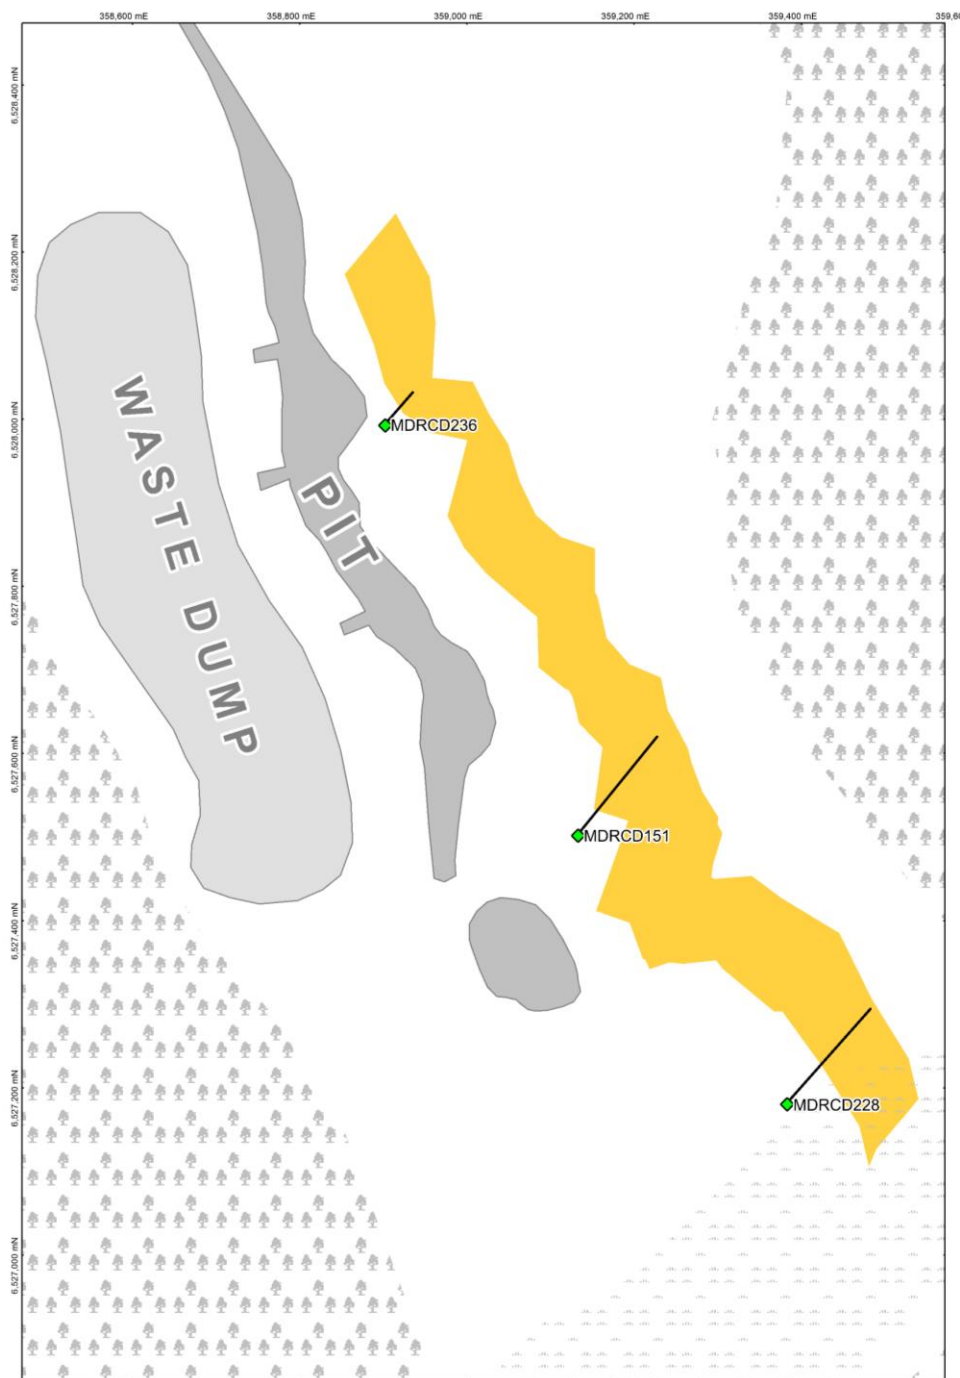 358,600 mE
358,800 mE
359,000 mE
359,200 mE
359,400 mE
359,6
6,528,400 mN
6,528,200 mN
6,528,000 mN
6,527,800 mN
6,527,600 mN
6,527,400 mN
6,527,200 mN
6,527,000 mN
WASTE DUMP
PIT
MDRCD236
MDRCD151
MDRCD228